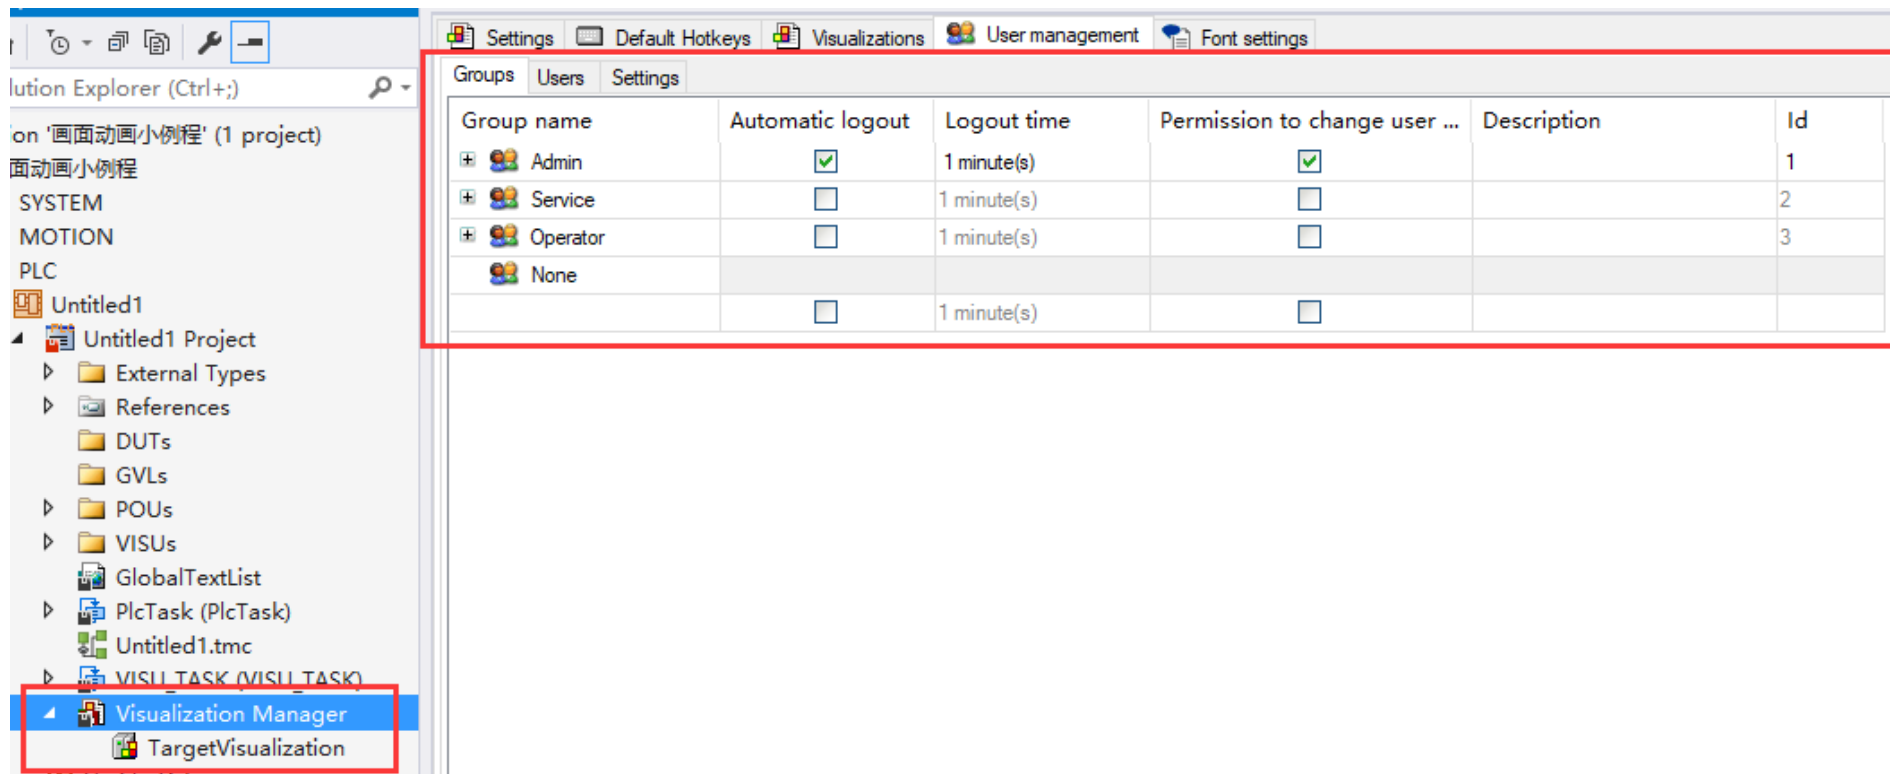 Settings Default Hotkeys Visualizations User management Font settings
Groups Users Settings
Group name Automatic logout Logout time Permission to change user ... Description Id
Admin 1 minute(s) 1
Service 1 minute(s) 2
Operator 1 minute(s) 3
None
1 minute(s)
lution Explorer (Ctrl+;)
ion '画面动画小例程' (1 project)
面动画小例程
SYSTEM
MOTION
PLC
Untitled1
Untitled1 Project
External Types
References
DUTs
GVLs
POUs
VISUs
GlobalTextList
PlcTask (PlcTask)
Untitled1.tmc
VISU_TASK (VISU_TASK)
Visualization Manager
TargetVisualization